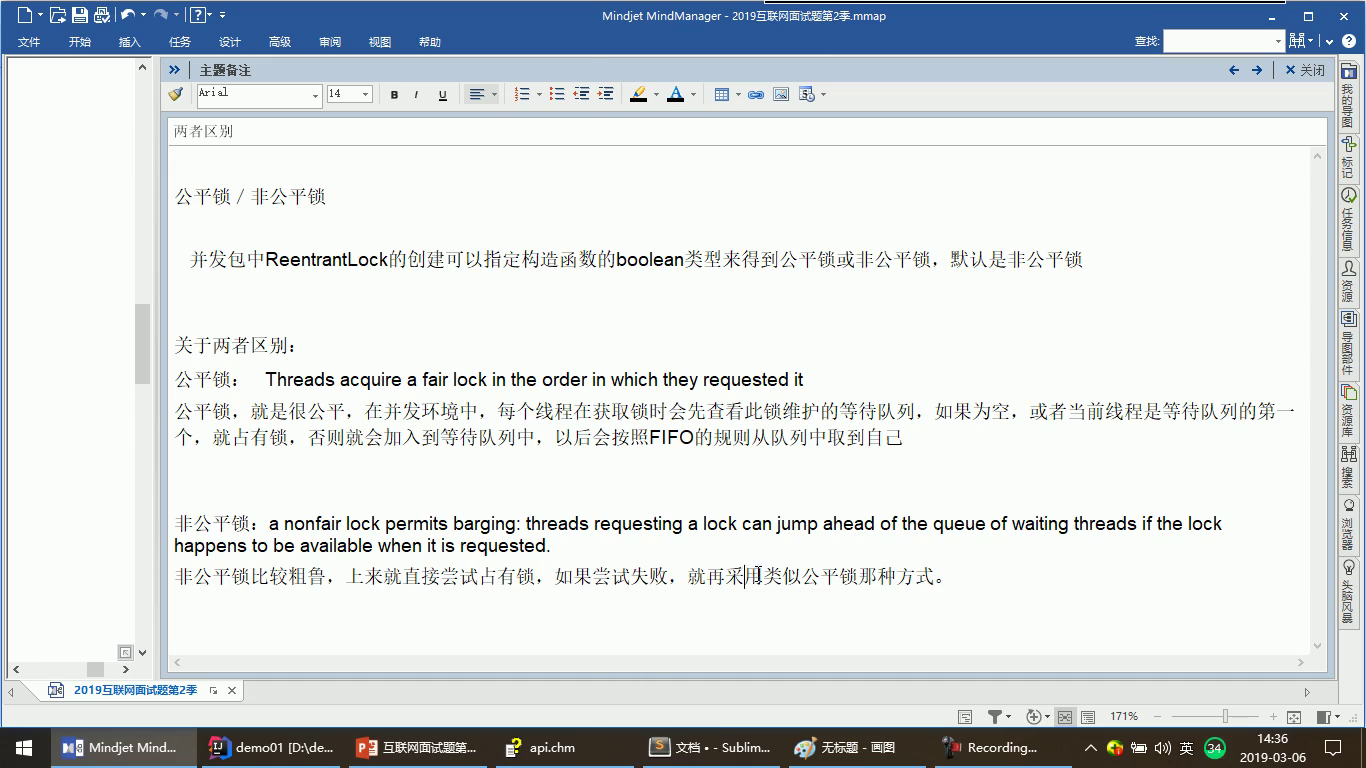 Mindjet MindManager - 2019互联网面试题第2季.mmap
文件 开始 插入 任务 设计 高级 审阅 视图 帮助 查找:
主题备注 关闭
Arial 14 B I U
两者区别
公平锁 / 非公平锁
并发包中ReentrantLock的创建可以指定构造函数的boolean类型来得到公平锁或非公平锁，默认是非公平锁
关于两者区别：
公平锁： Threads acquire a fair lock in the order in which they requested it
公平锁，就是很公平，在并发环境中，每个线程在获取锁时会先查看此锁维护的等待队列，如果为空，或者当前线程是等待队列的第一
个，就占有锁，否则就会加入到等待队列中，以后会按照FIFO的规则从队列中取到自己
非公平锁：a nonfair lock permits barging: threads requesting a lock can jump ahead of the queue of waiting threads if the lock
happens to be available when it is requested.
非公平锁比较粗鲁，上来就直接尝试占有锁，如果尝试失败，就再采用类似公平锁那种方式。
我的导图
标记
任务信息
资源
导图部件
资源库
搜索
浏览器
头脑风暴
2019互联网面试题第2季
171%
Mindjet Mind... demo01 [D:\de... 互联网面试题第... api.chm 文档 • - Sublim... 无标题 - 画图 Recording... 英 34 14:36
2019-03-06